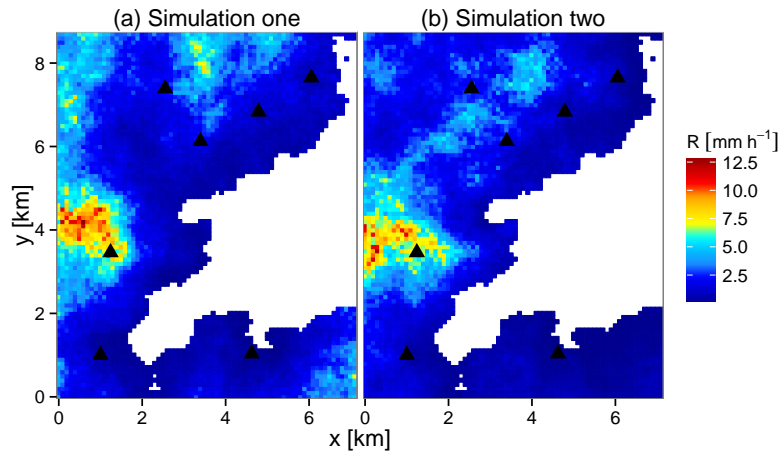 (a) Simulation one
(b) Simulation two
y [km]
8
6
4
2
0
0 2 4 6
0 2 4 6
x [km]
R [mm h⁻¹]
12.5
10.0
7.5
5.0
2.5